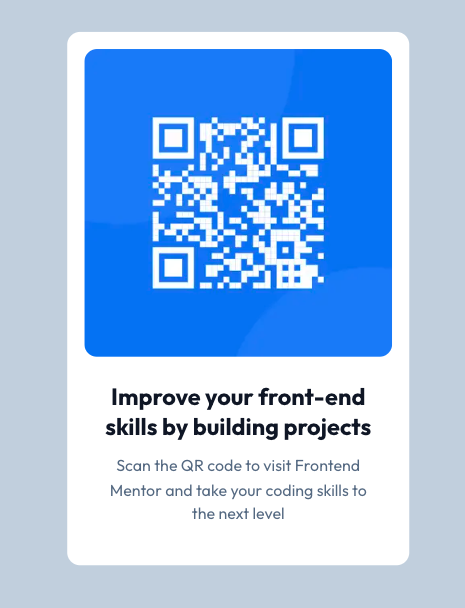 Improve your front-end
skills by building projects
Scan the QR code to visit Frontend
Mentor and take your coding skills to
the next level